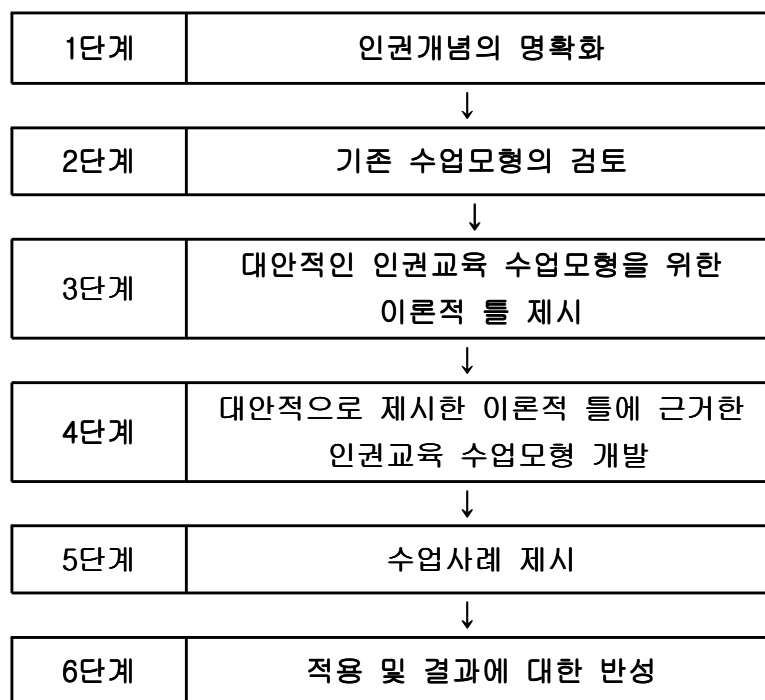 1단계 인권개념의 명확화
↓
2단계 기존 수업모형의 검토
↓
3단계 대안적인 인권교육 수업모형을 위한
이론적 틀 제시
↓
4단계 대안적으로 제시한 이론적 틀에 근거한
인권교육 수업모형 개발
↓
5단계 수업사례 제시
↓
6단계 적용 및 결과에 대한 반성